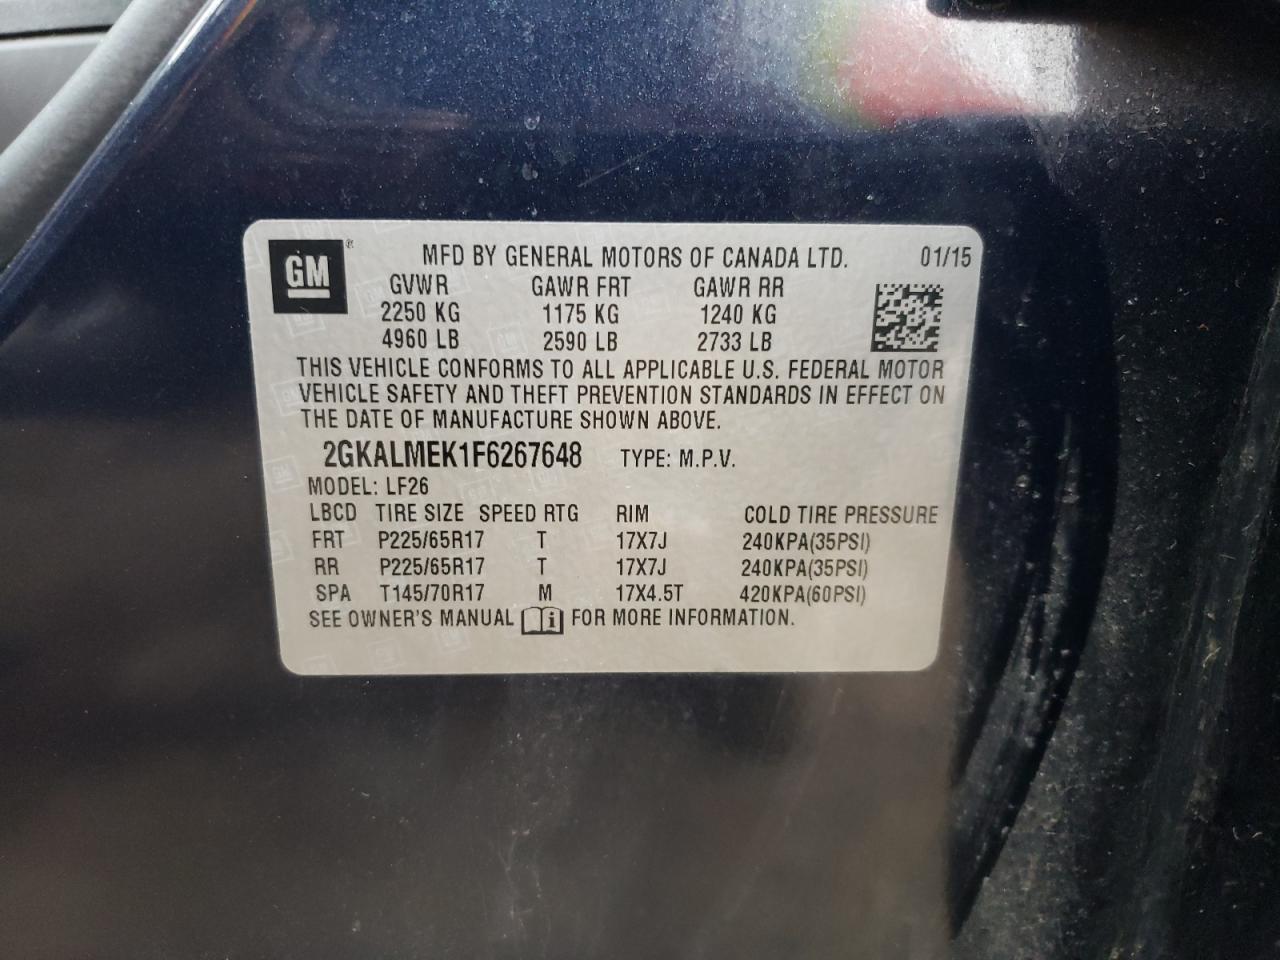 GM ® MFD BY GENERAL MOTORS OF CANADA LTD. 01/15
GVWR GAWR FRT GAWR RR
2250 KG 1175 KG 1240 KG
4960 LB 2590 LB 2733 LB
THIS VEHICLE CONFORMS TO ALL APPLICABLE U.S. FEDERAL MOTOR
VEHICLE SAFETY AND THEFT PREVENTION STANDARDS IN EFFECT ON
THE DATE OF MANUFACTURE SHOWN ABOVE.
2GKALMEK1F6267648 TYPE: M.P.V.
MODEL: LF26
LBCD TIRE SIZE SPEED RTG RIM COLD TIRE PRESSURE
FRT P225/65R17 T 17X7J 240KPA(35PSI)
RR P225/65R17 T 17X7J 240KPA(35PSI)
SPA T145/70R17 M 17X4.5T 420KPA(60PSI)
SEE OWNER'S MANUAL i FOR MORE INFORMATION.